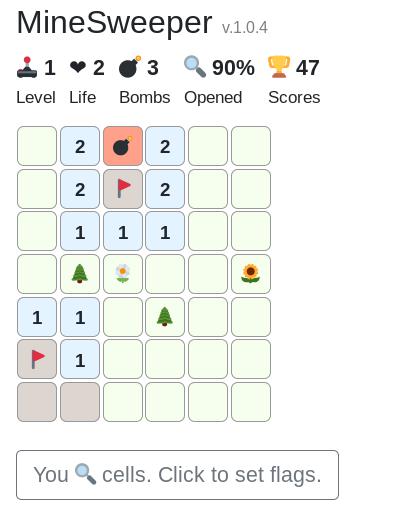 MineSweeper v.1.0.4
1 2 3 90% 47
Level Life Bombs Opened Scores
2 2
2 2
1 1 1
1 1
1
You cells. Click to set flags.